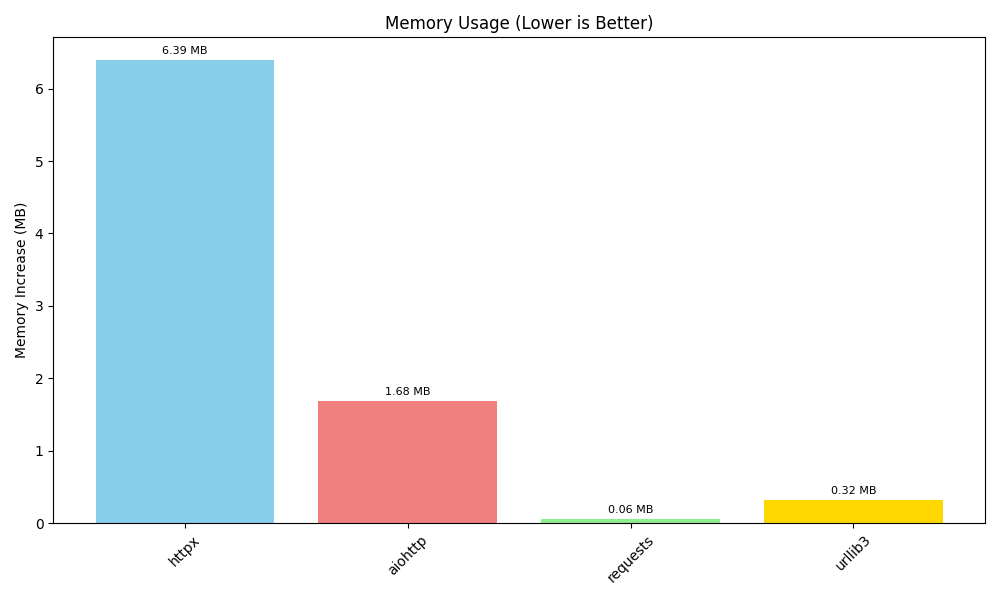 Memory Usage (Lower is Better)
Memory Increase (MB)
6
5
4
3
2
1
0
6.39 MB
1.68 MB
0.06 MB
0.32 MB
httpx
aiohttp
requests
urllib3